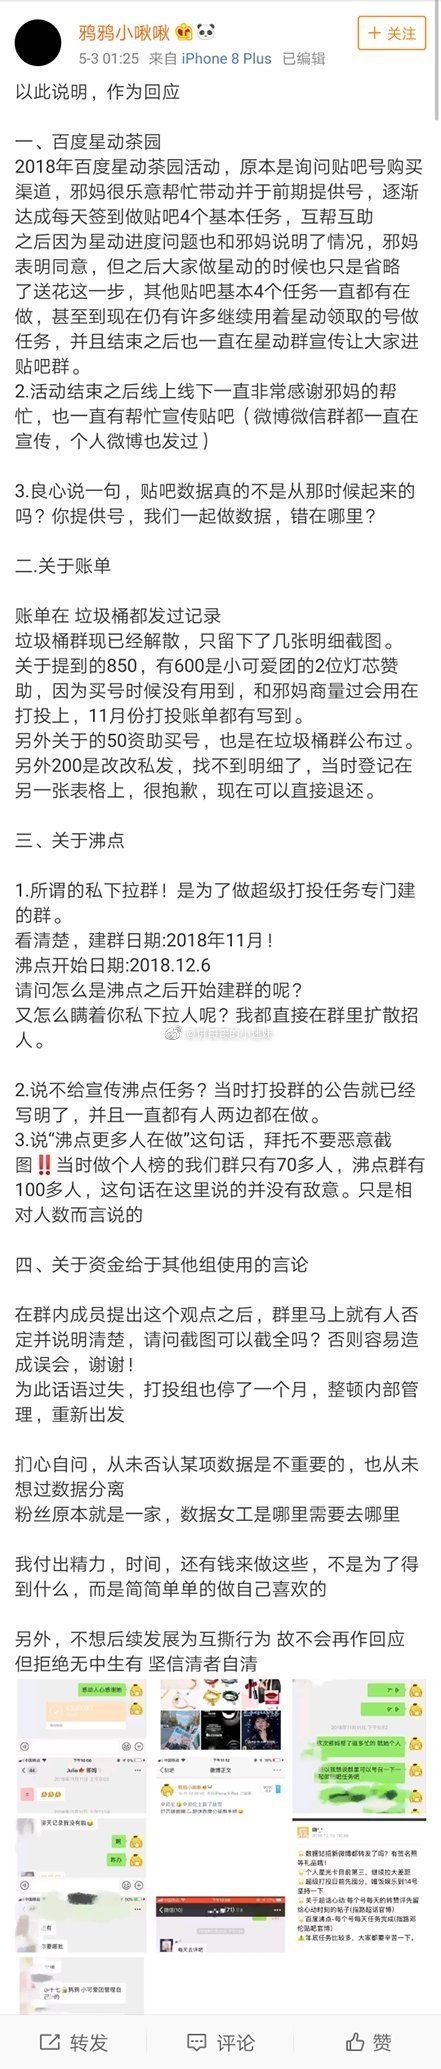 鸦鸦小啾啾
5-3 01:25 来自 iPhone 8 Plus 已编辑
+ 关注
以此说明，作为回应
一、百度星动茶园
2018年百度星动茶园活动，原本是询问贴吧号购买
渠道，邪妈很乐意帮忙带动并于前期提供号，逐渐
达成每天签到做贴吧4个基本任务，互帮互助
之后因为星动进度问题也和邪妈说明了情况，邪妈
表明同意，但之后大家做星动的时候也只是省略
了送花这一步，其他贴吧基本4个任务一直都有在
做，甚至到现在仍有许多继续用着星动领取的号做
任务，并且结束之后也一直在星动群宣传让大家进
贴吧群。
2.活动结束之后线上线下一直非常感谢邪妈的帮
忙，也一直有帮忙宣传贴吧（微博微信群都一直在
宣传，个人微博也发过）
3.良心说一句，贴吧数据真的不是从那时候起来的
吗？你提供号，我们一起做数据，错在哪里？
二.关于账单
账单在 垃圾桶都发过记录
垃圾桶群现已经解散，只留下了几张明细截图。
关于提到的850，有600是小可爱团的2位灯芯赞
助，因为买号时候没有用到，和邪妈商量过会用在
打投上，11月份打投账单都有写到。
另外关于的50资助买号，也是在垃圾桶群公布过。
另外200是改改私发，找不到明细了，当时登记在
另一张表格上，很抱歉，现在可以直接退还。
三、关于沸点
1.所谓的私下拉群！是为了做超级打投任务专门建
的群。
看清楚，建群日期:2018年11月！
沸点开始日期:2018.12.6
请问怎么是沸点之后开始建群的呢？
又怎么瞒着你私下拉人呢？我都直接在群里扩散招
人。
2.说不给宣传沸点任务？当时打投群的公告就已经
写明了，并且一直都有人两边都在做。
3.说“沸点更多人在做”这句话，拜托不要恶意截
图‼️当时做个人榜的我们群只有70多人，沸点群有
100多人，这句话在这里说的并没有敌意。只是相
对人数而言说的
四、关于资金给于其他组使用的言论
在群内成员提出这个观点之后，群里马上就有人否
定并说明清楚，请问截图可以截全吗？否则容易造
成误会，谢谢！
为此话语过失，打投组也停了一个月，整顿内部管
理，重新出发
扪心自问，从未否认某项数据是不重要的，也从未
想过数据分离
粉丝原本就是一家，数据女工是哪里需要去哪里
我付出精力，时间，还有钱来做这些，不是为了得
到什么，而是简简单单的做自己喜欢的
另外，不想后续发展为互撕行为 故不会再作回应
但拒绝无中生有 坚信清者自清
感动人心感谢她
微博正文
每天去评吧
转发
评论
赞